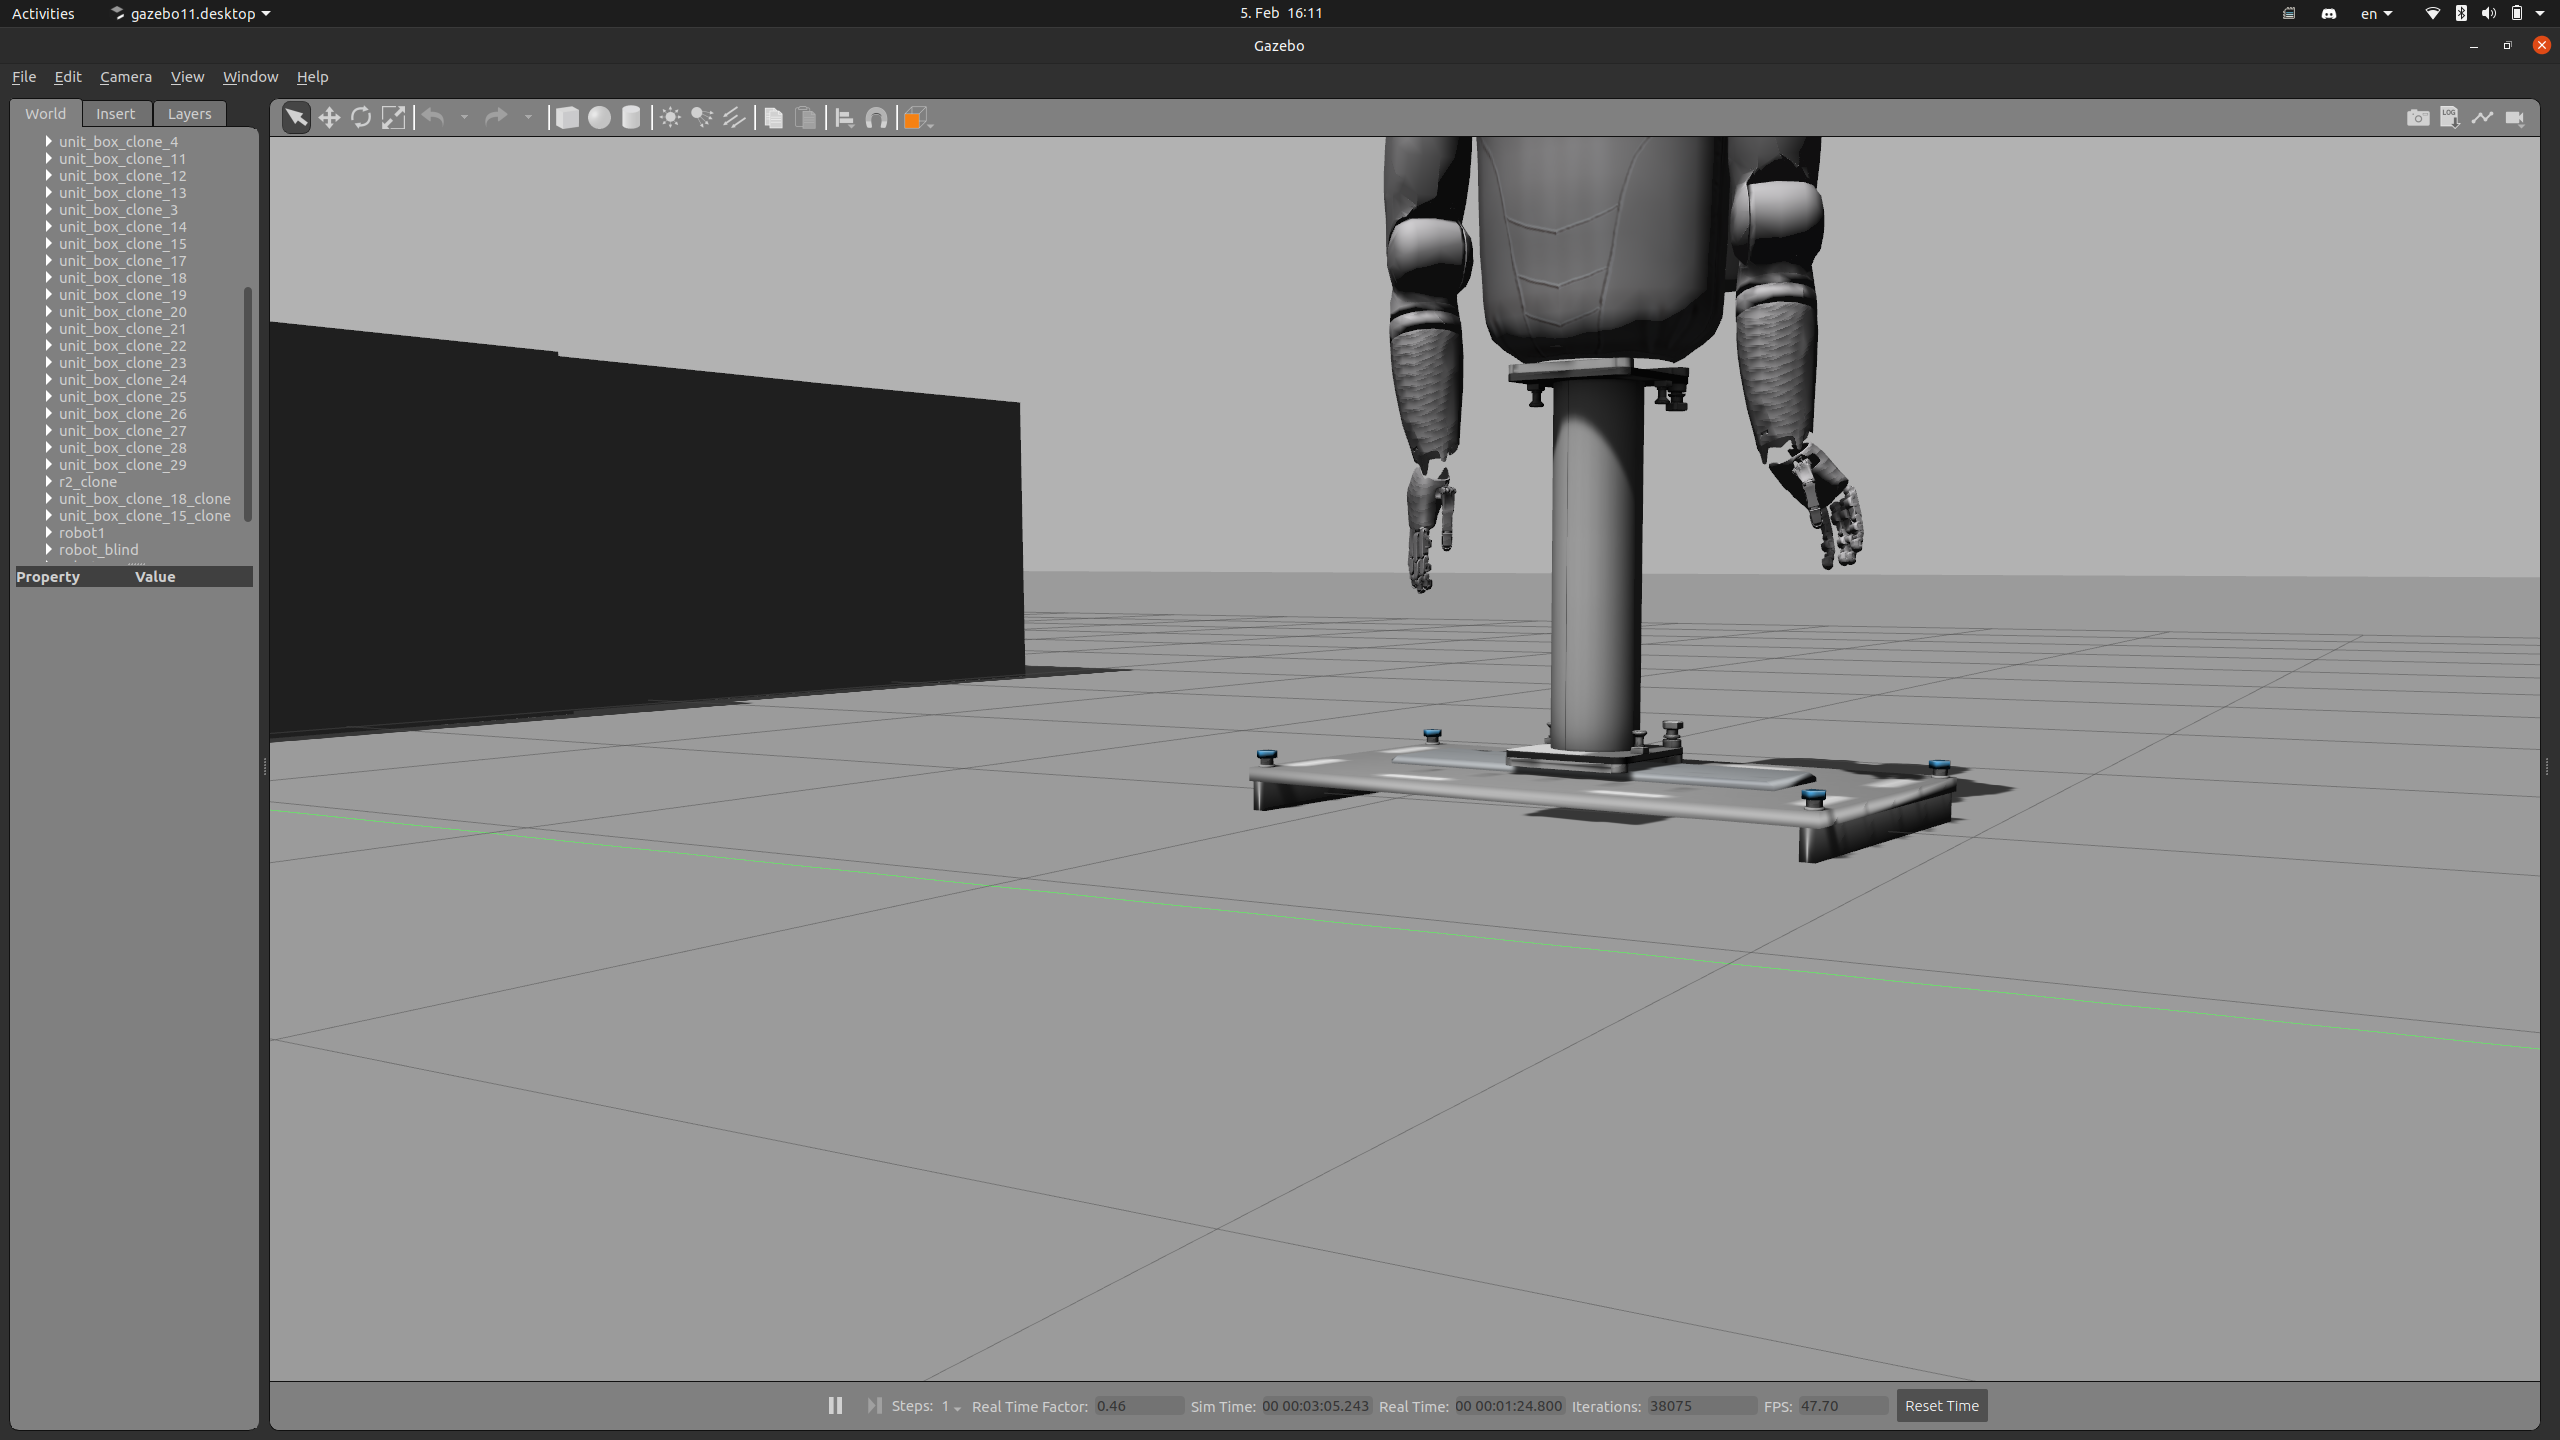 Activities gazebo11.desktop 5. Feb 16:11 en
Gazebo
File Edit Camera View Window Help
World Insert Layers
LOG
unit_box_clone_4
unit_box_clone_11
unit_box_clone_12
unit_box_clone_13
unit_box_clone_3
unit_box_clone_14
unit_box_clone_15
unit_box_clone_17
unit_box_clone_18
unit_box_clone_19
unit_box_clone_20
unit_box_clone_21
unit_box_clone_22
unit_box_clone_23
unit_box_clone_24
unit_box_clone_25
unit_box_clone_26
unit_box_clone_27
unit_box_clone_28
unit_box_clone_29
r2_clone
unit_box_clone_18_clone
unit_box_clone_15_clone
robot1
robot_blind
Property Value
Steps: 1 Real Time Factor: 0.46 Sim Time: 00 00:03:05.243 Real Time: 00 00:01:24.800 Iterations: 38075 FPS: 47.70 Reset Time